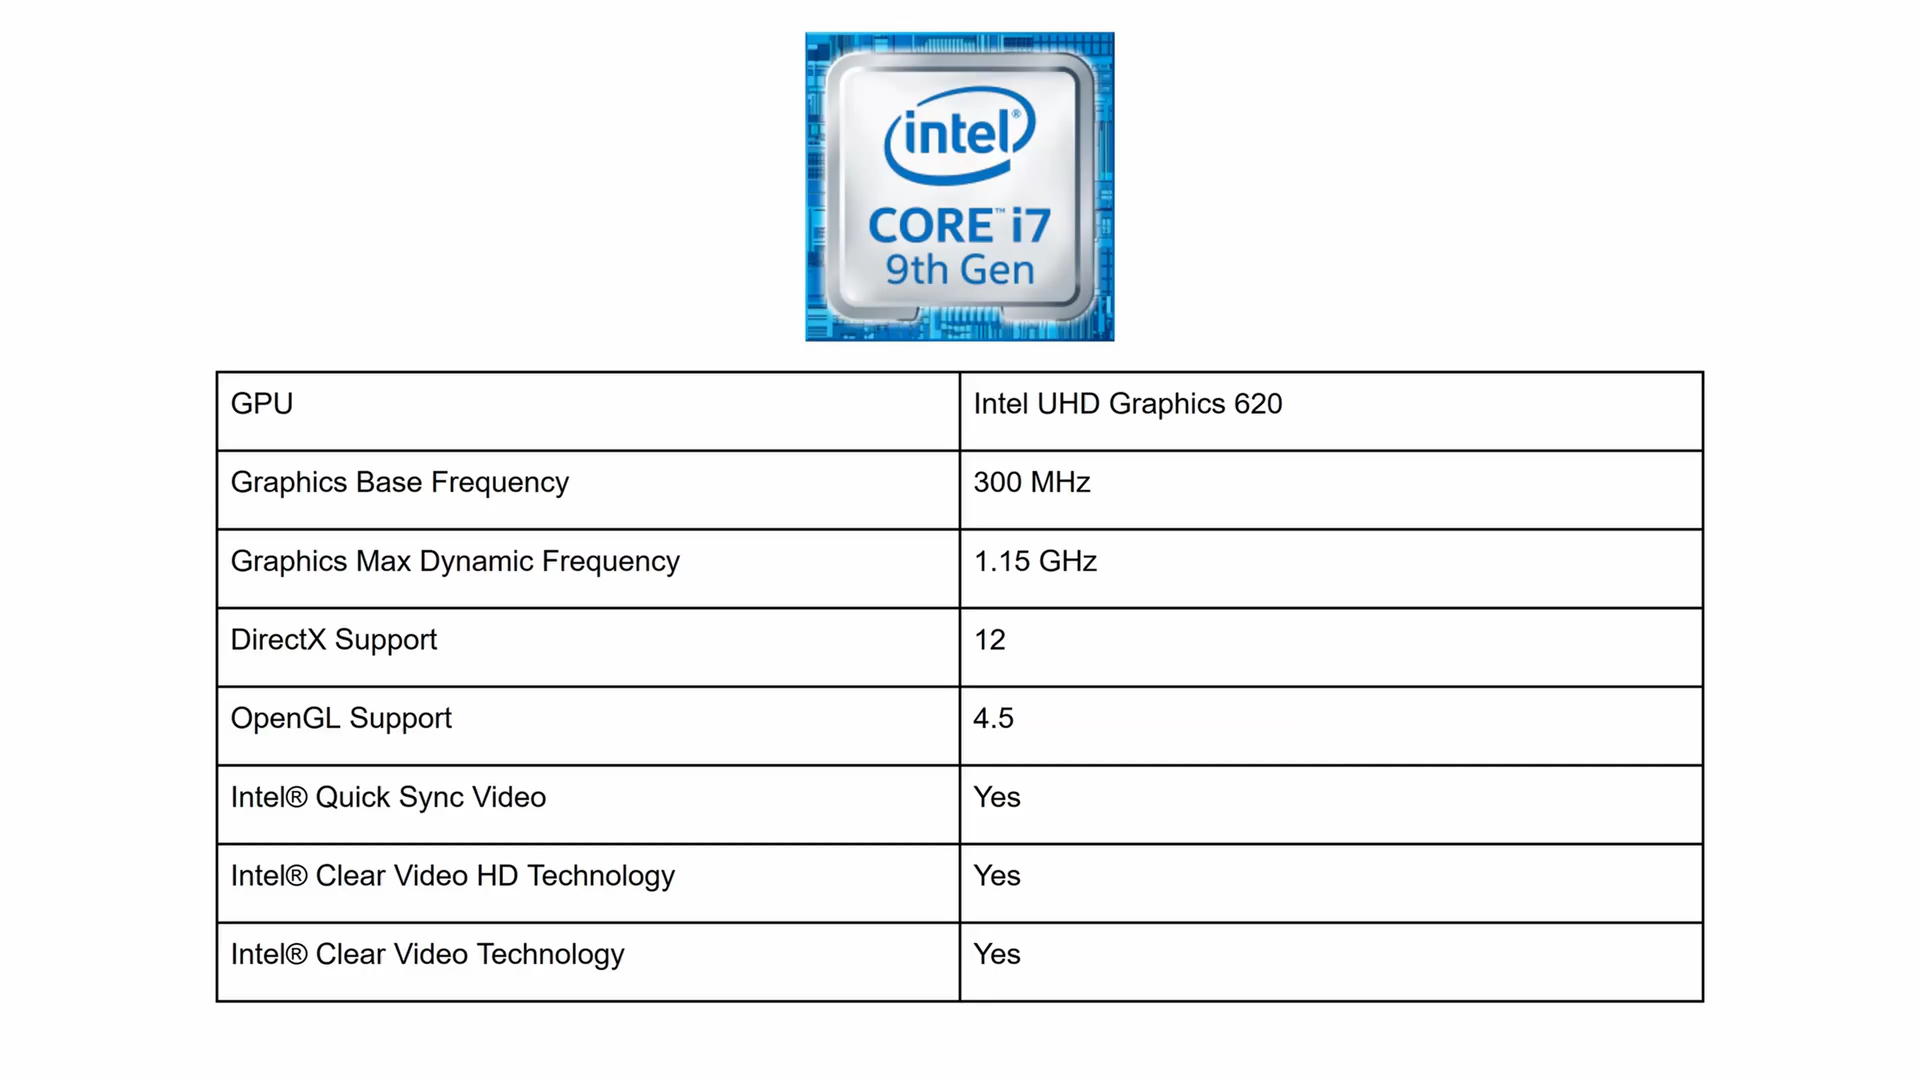 intel®
CORE™ i7
9th Gen
GPU Intel UHD Graphics 620
Graphics Base Frequency 300 MHz
Graphics Max Dynamic Frequency 1.15 GHz
DirectX Support 12
OpenGL Support 4.5
Intel® Quick Sync Video Yes
Intel® Clear Video HD Technology Yes
Intel® Clear Video Technology Yes